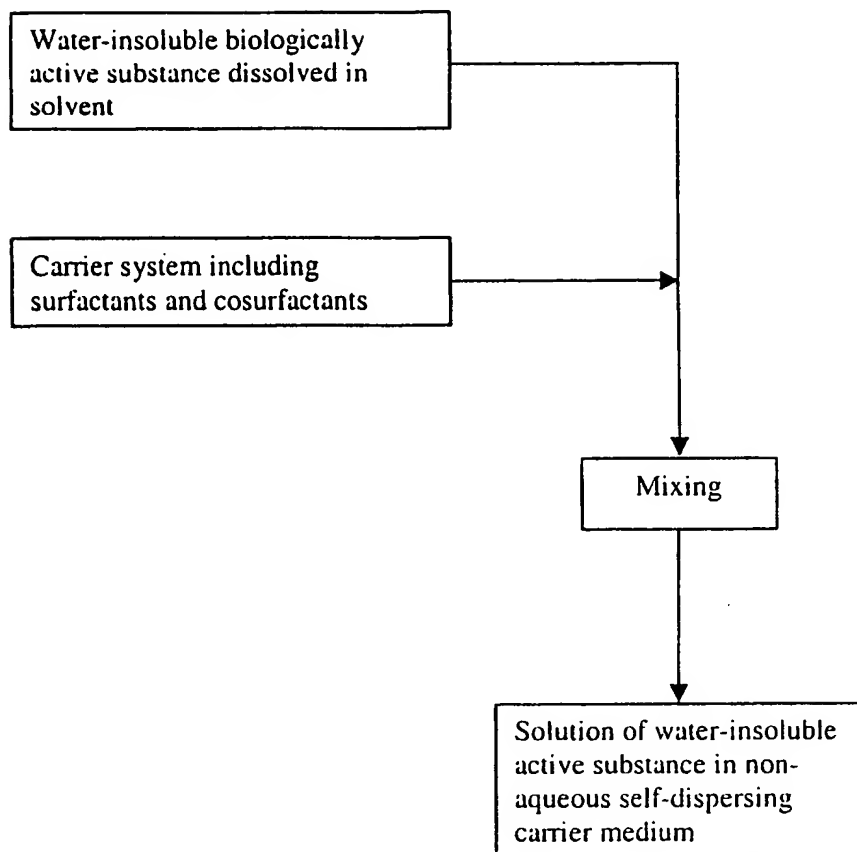 Water-insoluble biologically
active substance dissolved in
solvent
Carrier system including
surfactants and cosurfactants
Mixing
Solution of water-insoluble
active substance in non-
aqueous self-dispersing
carrier medium